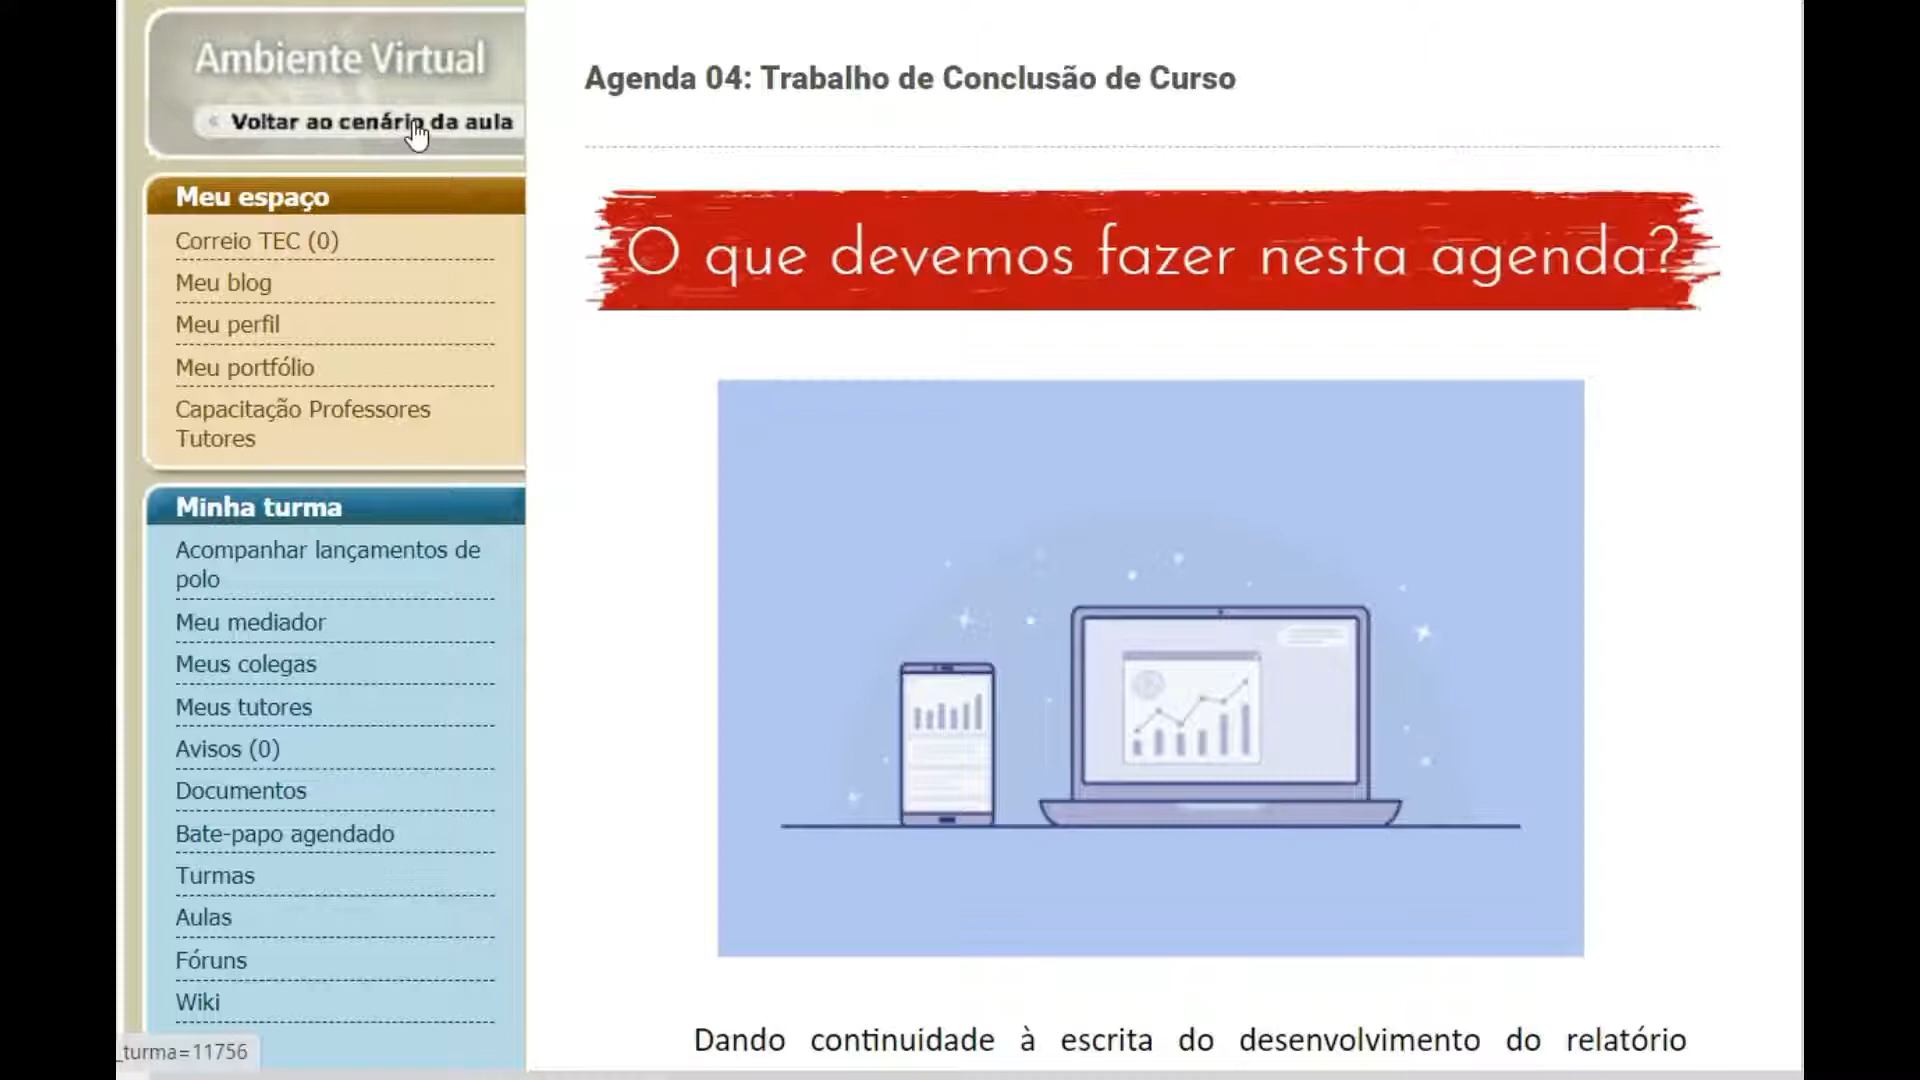 Ambiente Virtual
« Voltar ao cenário da aula
Meu espaço
Correio TEC (0)
Meu blog
Meu perfil
Meu portfólio
Capacitação Professores
Tutores
Minha turma
Acompanhar lançamentos de
polo
Meu mediador
Meus colegas
Meus tutores
Avisos (0)
Documentos
Bate-papo agendado
Turmas
Aulas
Fóruns
Wiki
_turma=11756
Agenda 04: Trabalho de Conclusão de Curso
O que devemos fazer nesta agenda?
Dando continuidade à escrita do desenvolvimento do relatório